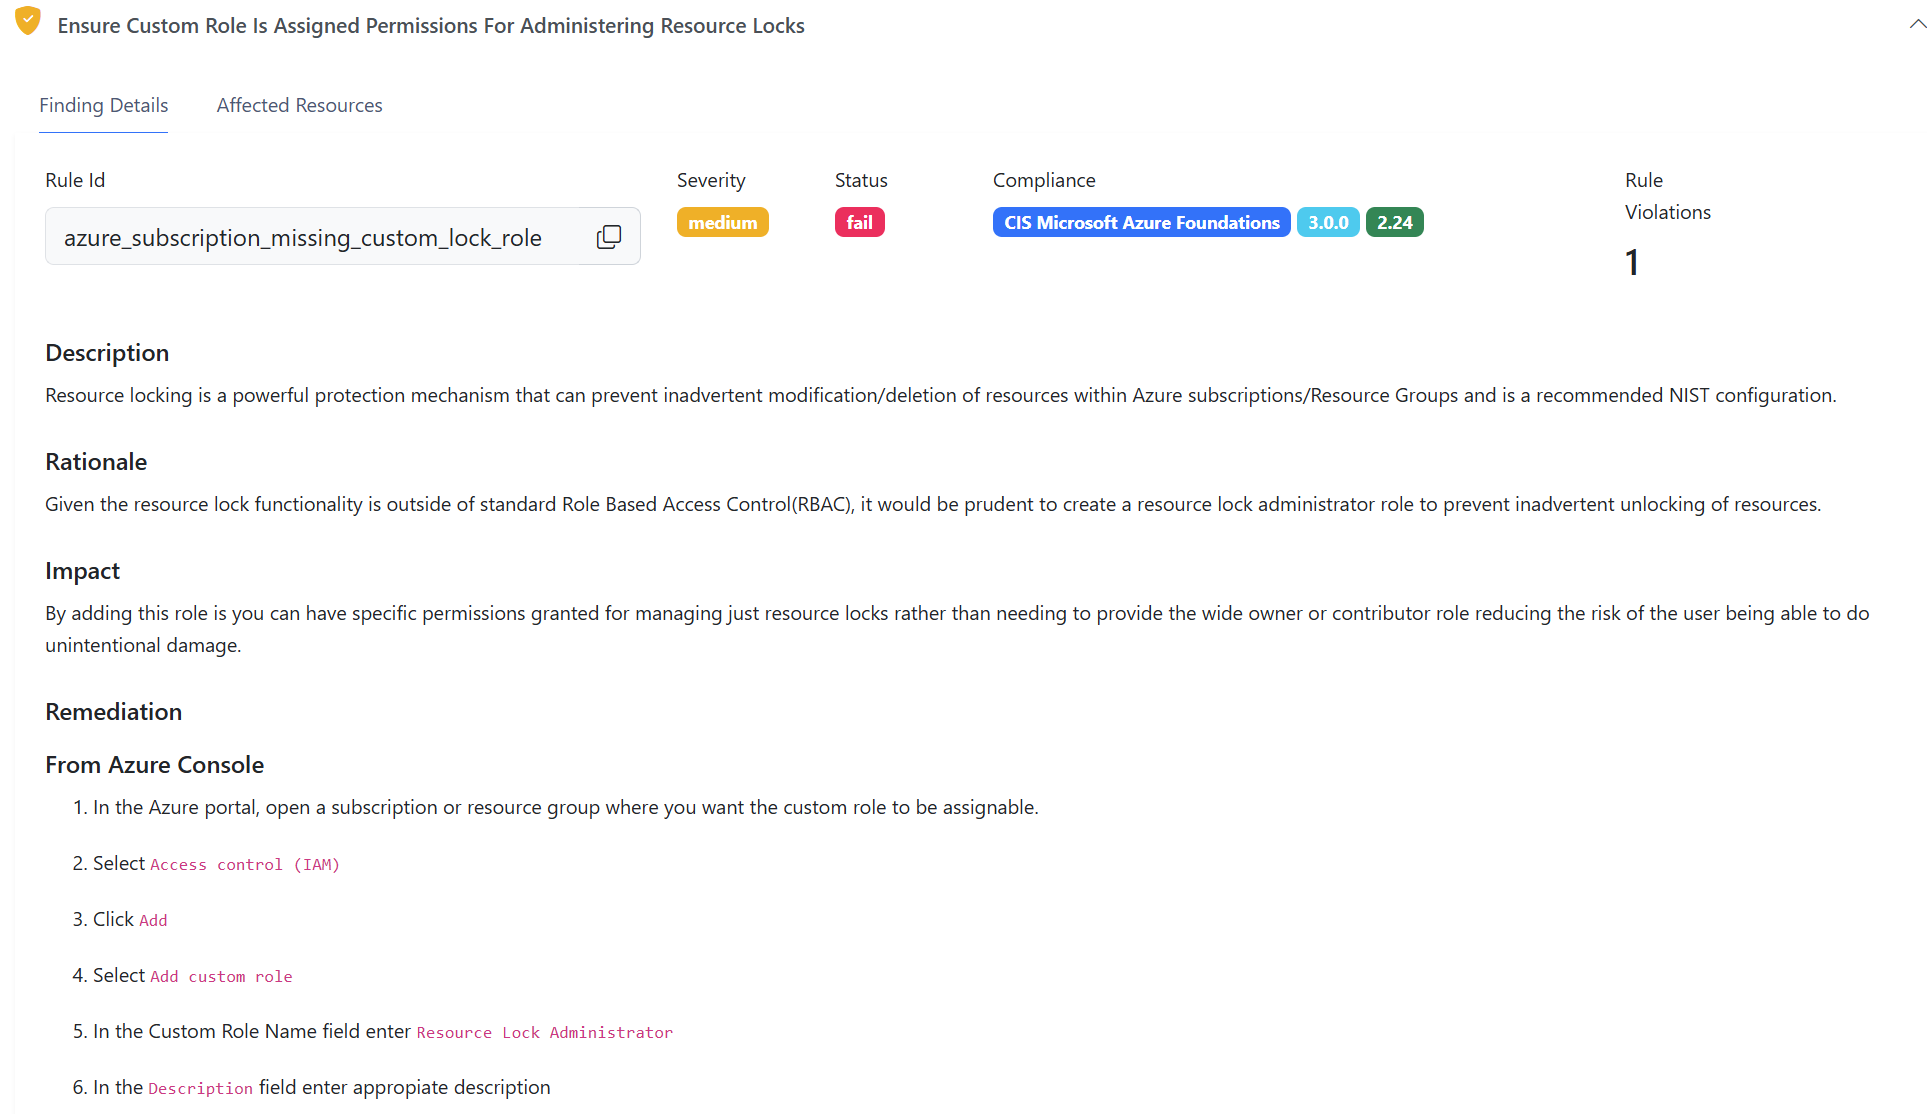 Ensure Custom Role Is Assigned Permissions For Administering Resource Locks
Finding Details
Affected Resources
Rule Id
Severity
Status
Compliance
Rule
Violations
azure_subscription_missing_custom_lock_role
medium
fail
CIS Microsoft Azure Foundations 3.0.0 2.24
1
Description
Resource locking is a powerful protection mechanism that can prevent inadvertent modification/deletion of resources within Azure subscriptions/Resource Groups and is a recommended NIST configuration.
Rationale
Given the resource lock functionality is outside of standard Role Based Access Control(RBAC), it would be prudent to create a resource lock administrator role to prevent inadvertent unlocking of resources.
Impact
By adding this role is you can have specific permissions granted for managing just resource locks rather than needing to provide the wide owner or contributor role reducing the risk of the user being able to do
unintentional damage.
Remediation
From Azure Console
1. In the Azure portal, open a subscription or resource group where you want the custom role to be assignable.
2. Select Access control (IAM)
3. Click Add
4. Select Add custom role
5. In the Custom Role Name field enter Resource Lock Administrator
6. In the Description field enter appropiate description